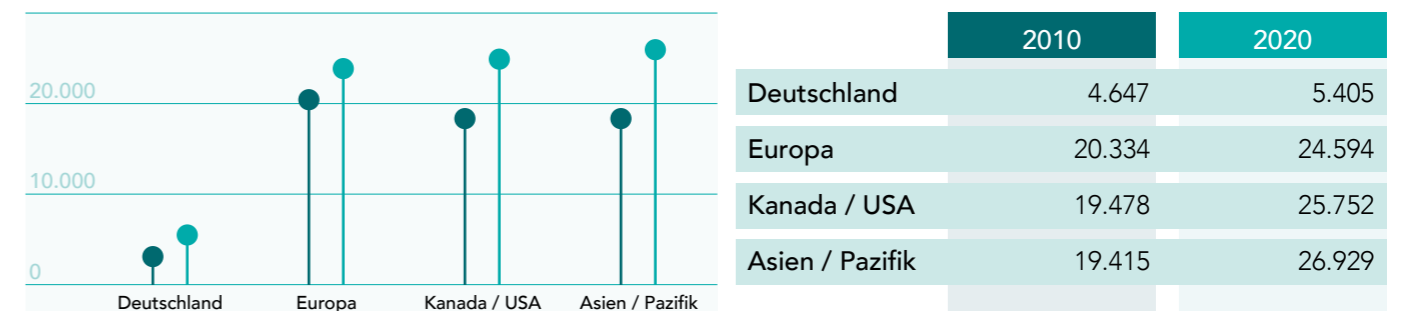 20.000
10.000
0
Deutschland Europa Kanada / USA Asien / Pazifik
2010 2020
Deutschland 4.647 5.405
Europa 20.334 24.594
Kanada / USA 19.478 25.752
Asien / Pazifik 19.415 26.929